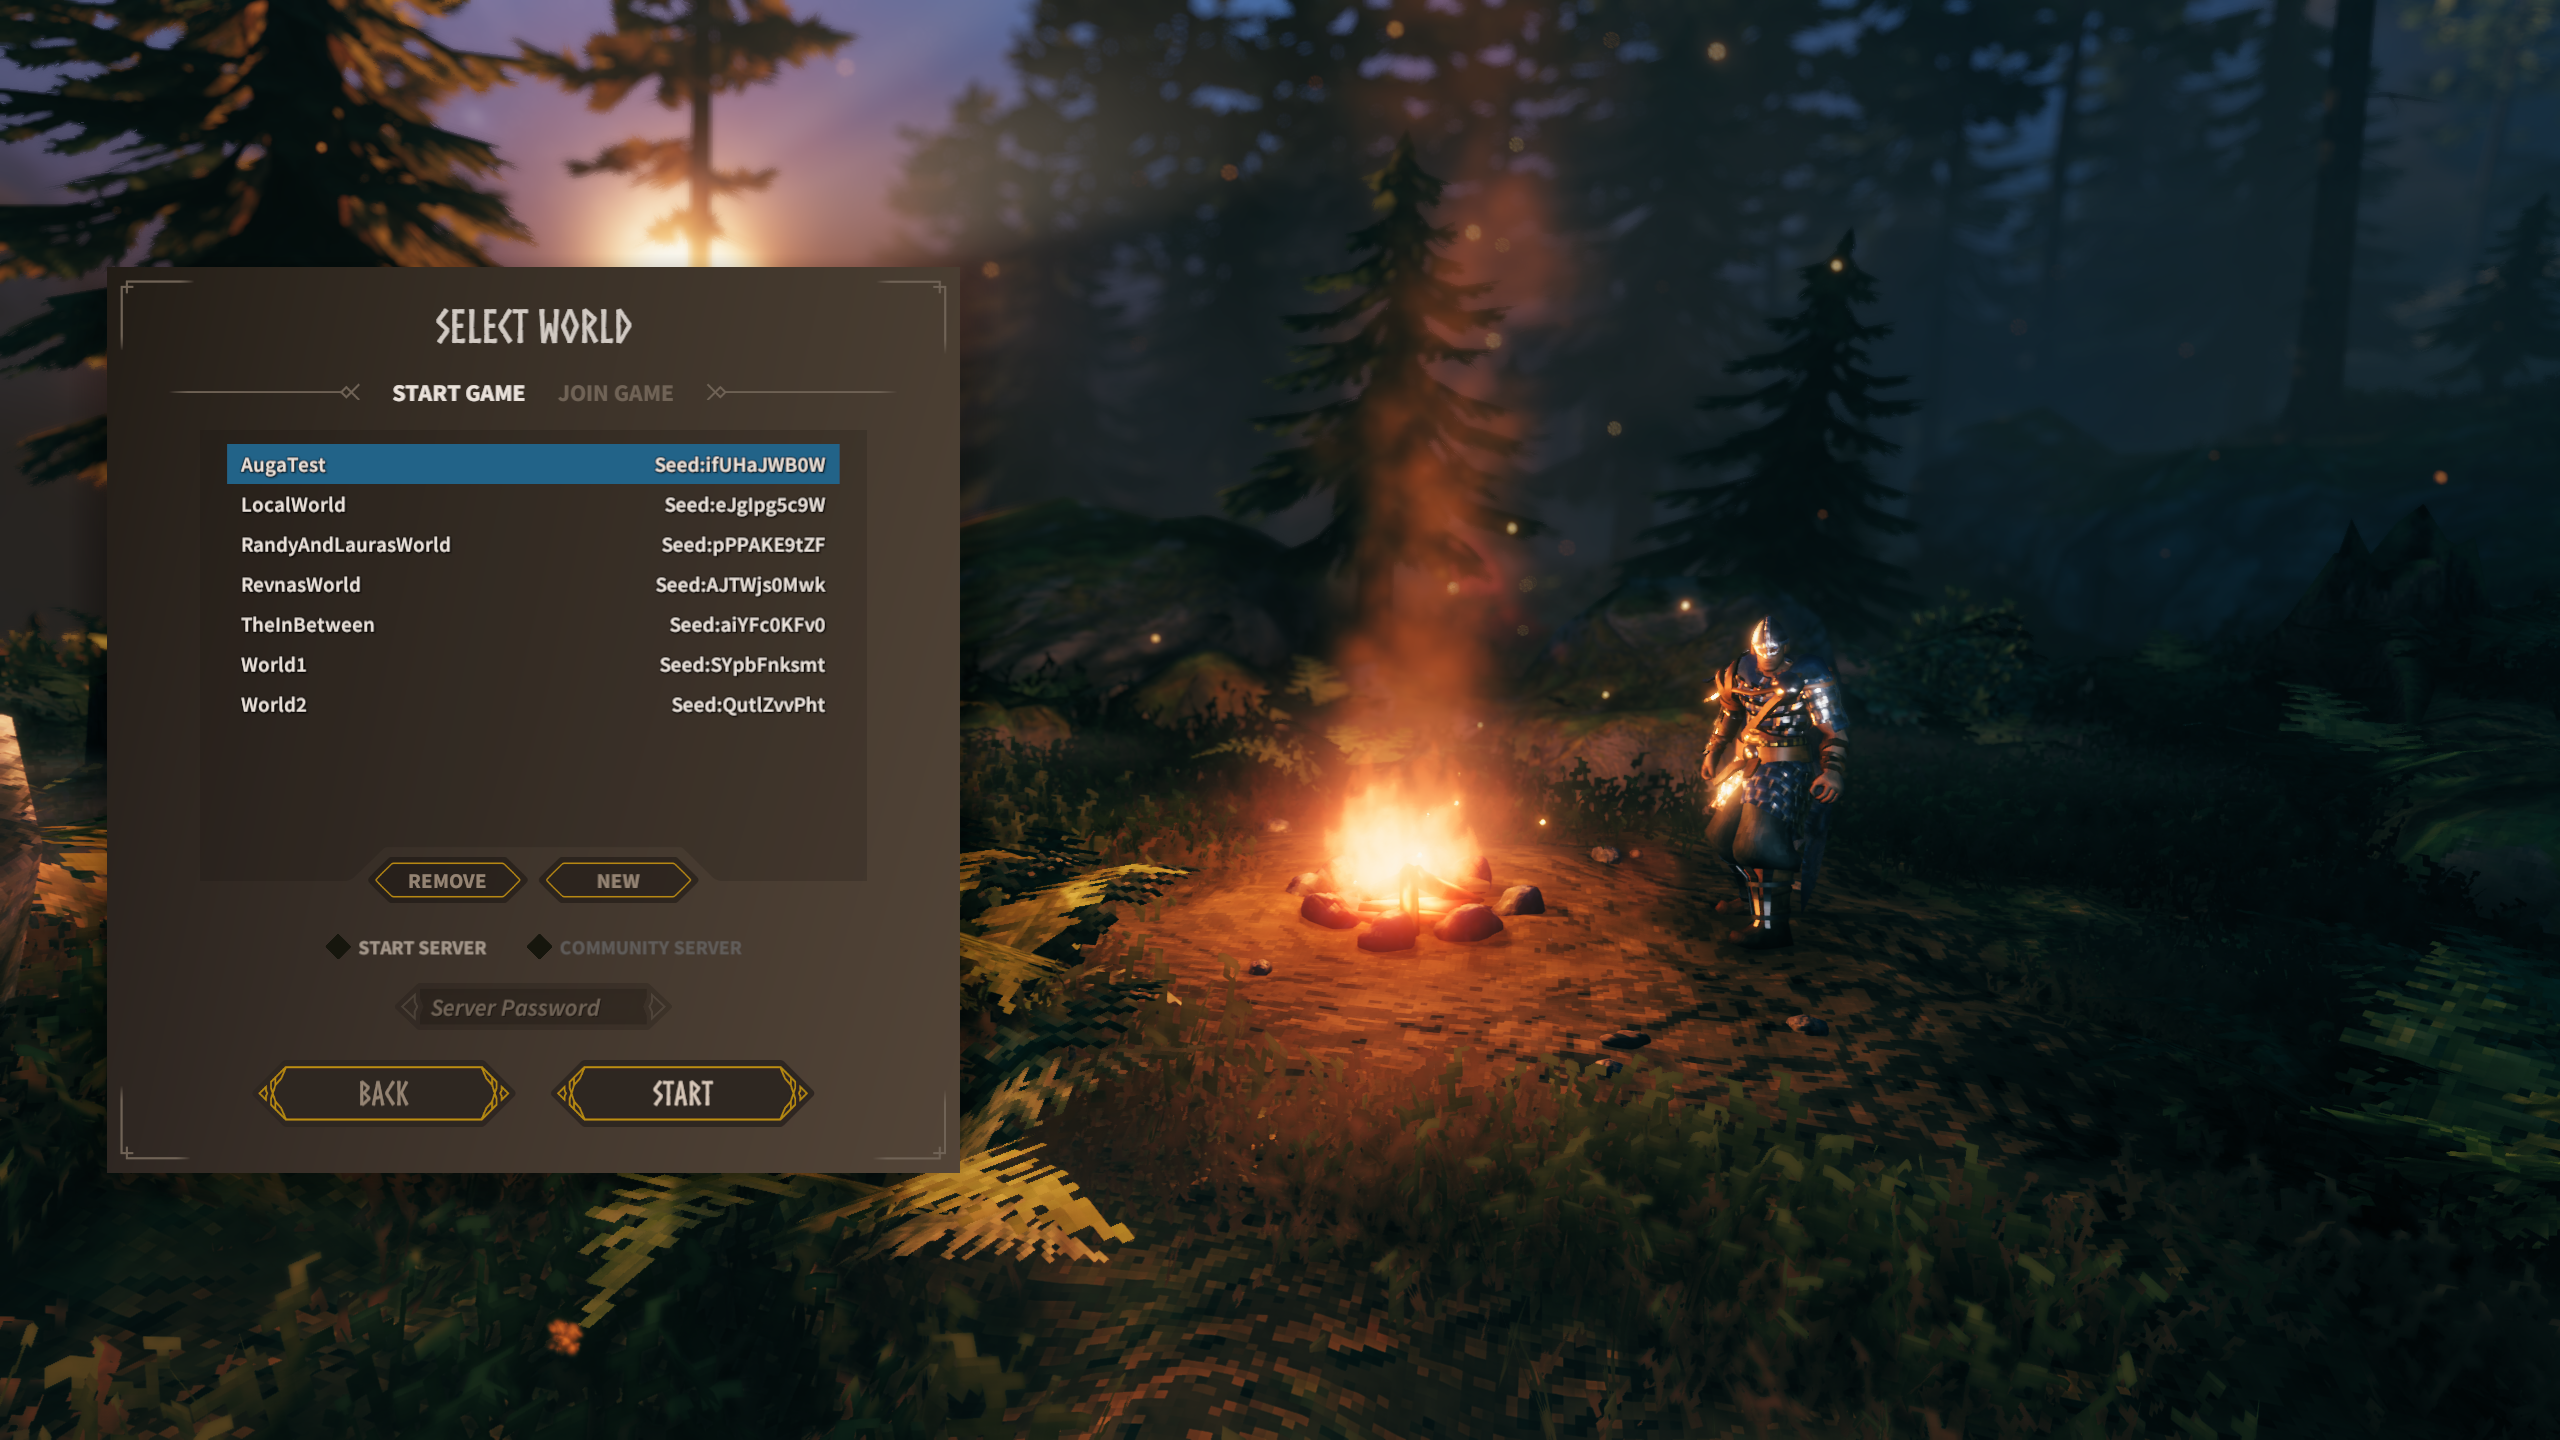 SELECT WORLD
START GAME JOIN GAME
AugaTest Seed:ifUHaJWB0W
LocalWorld Seed:eJgIpg5c9W
RandyAndLaurasWorld Seed:pPPAKE9tZF
RevnasWorld Seed:AJTWjs0Mwk
TheInBetween Seed:aiYFc0KFv0
World1 Seed:SYpbFnksmt
World2 Seed:QutlZvvPht
REMOVE NEW
START SERVER COMMUNITY SERVER
Server Password
BACK START